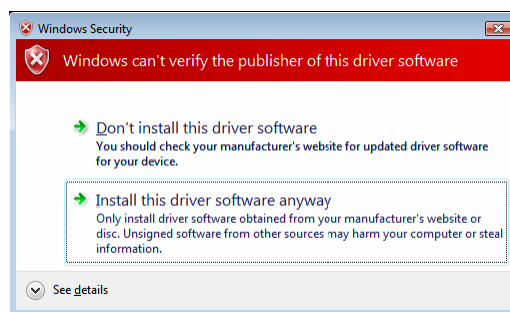 Windows Security
Windows can't verify the publisher of this driver software
Don't install this driver software
You should check your manufacturer's website for updated driver software
for your device.
Install this driver software anyway
Only install driver software obtained from your manufacturer's website or
disc. Unsigned software from other sources may harm your computer or steal
information.
See details